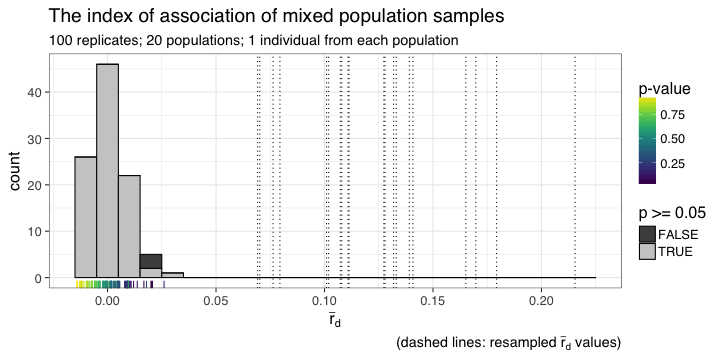 The index of association of mixed population samples
100 replicates; 20 populations; 1 individual from each population
count
40
30
20
10
0
0.00 0.05 0.10 0.15 0.20
r̄d
(dashed lines: resampled r̄d values)
p-value
0.75
0.50
0.25
p >= 0.05
FALSE
TRUE